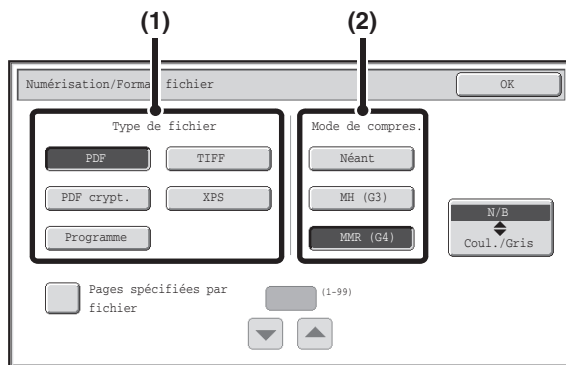 (1) (2)
Numérisation/Format fichier OK
Type de fichier Mode de compres.
PDF TIFF Néant
PDF crypt. XPS MH (G3)
N/B
Programme MMR (G4) Coul./Gris
Pages spécifiées par (1-99)
fichier